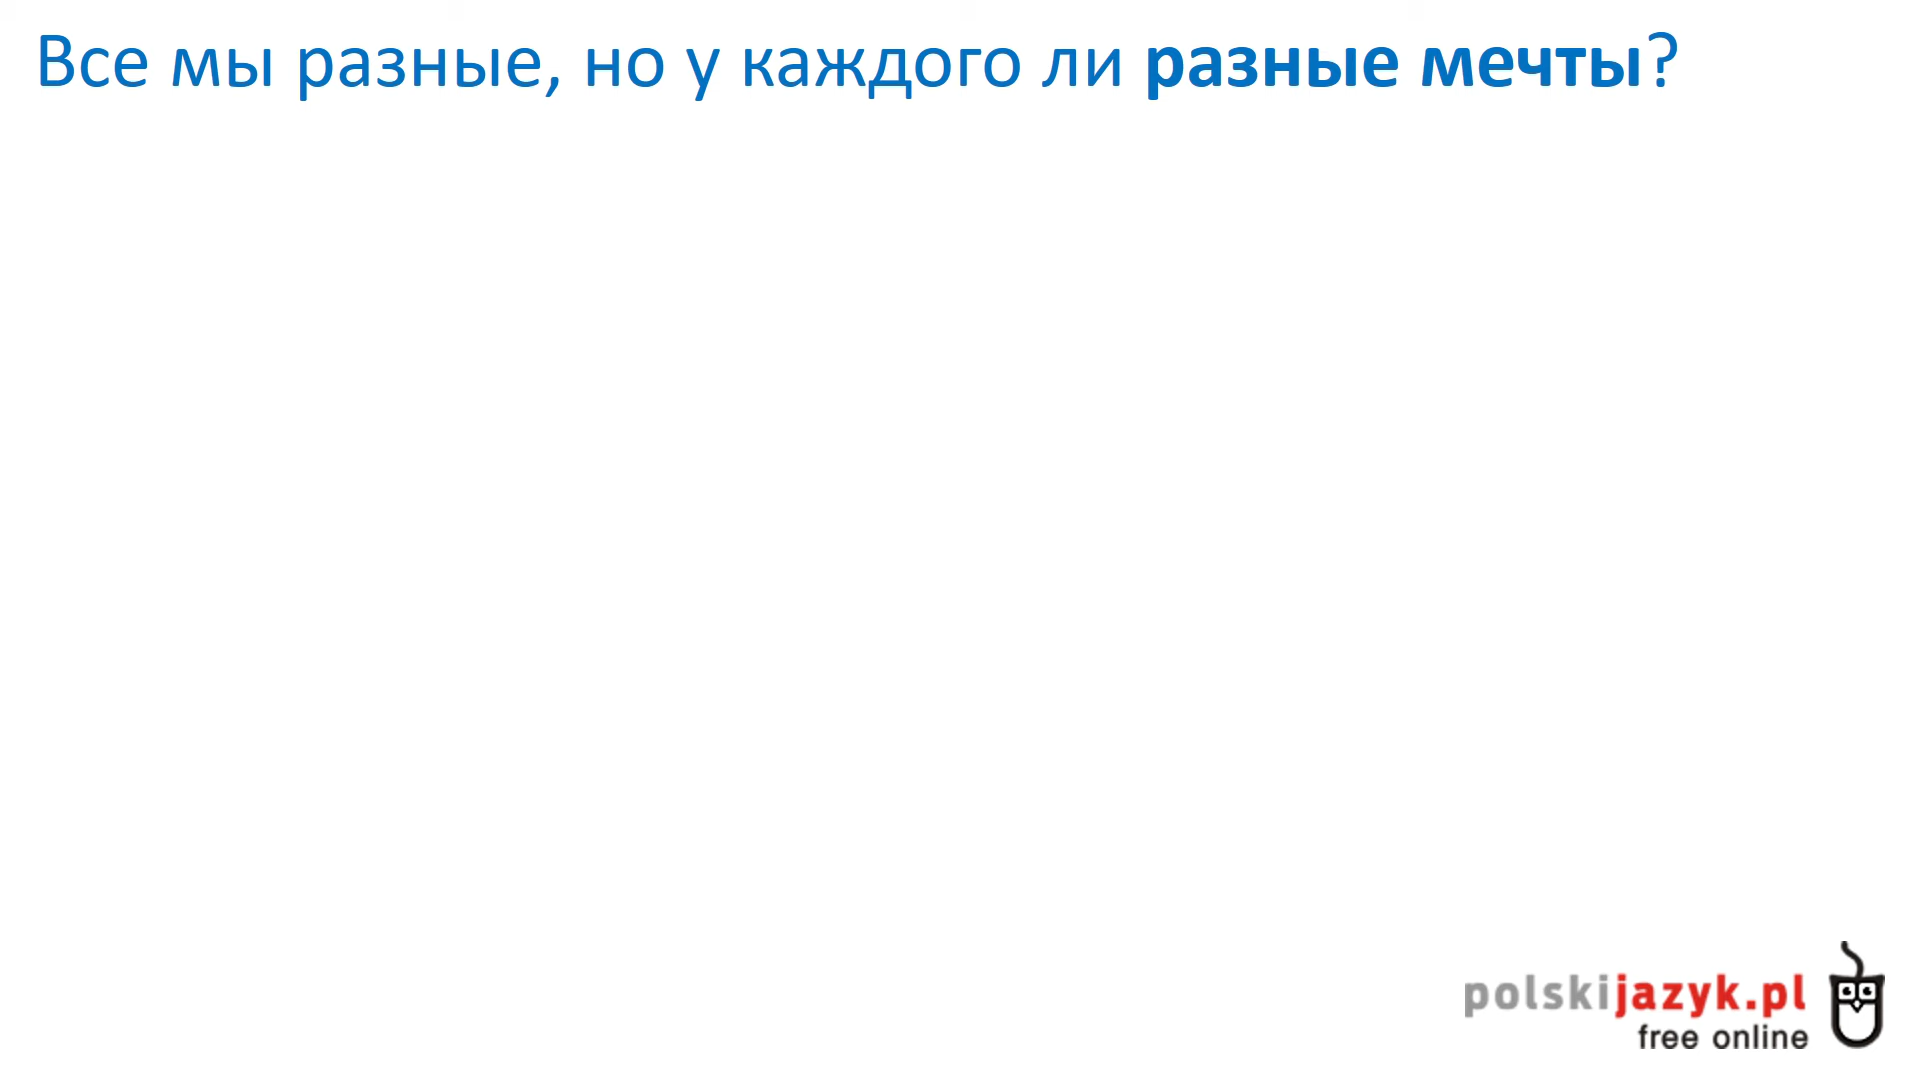 Все мы разные, но у каждого ли разные мечты?
polskijazyk.pl
free online